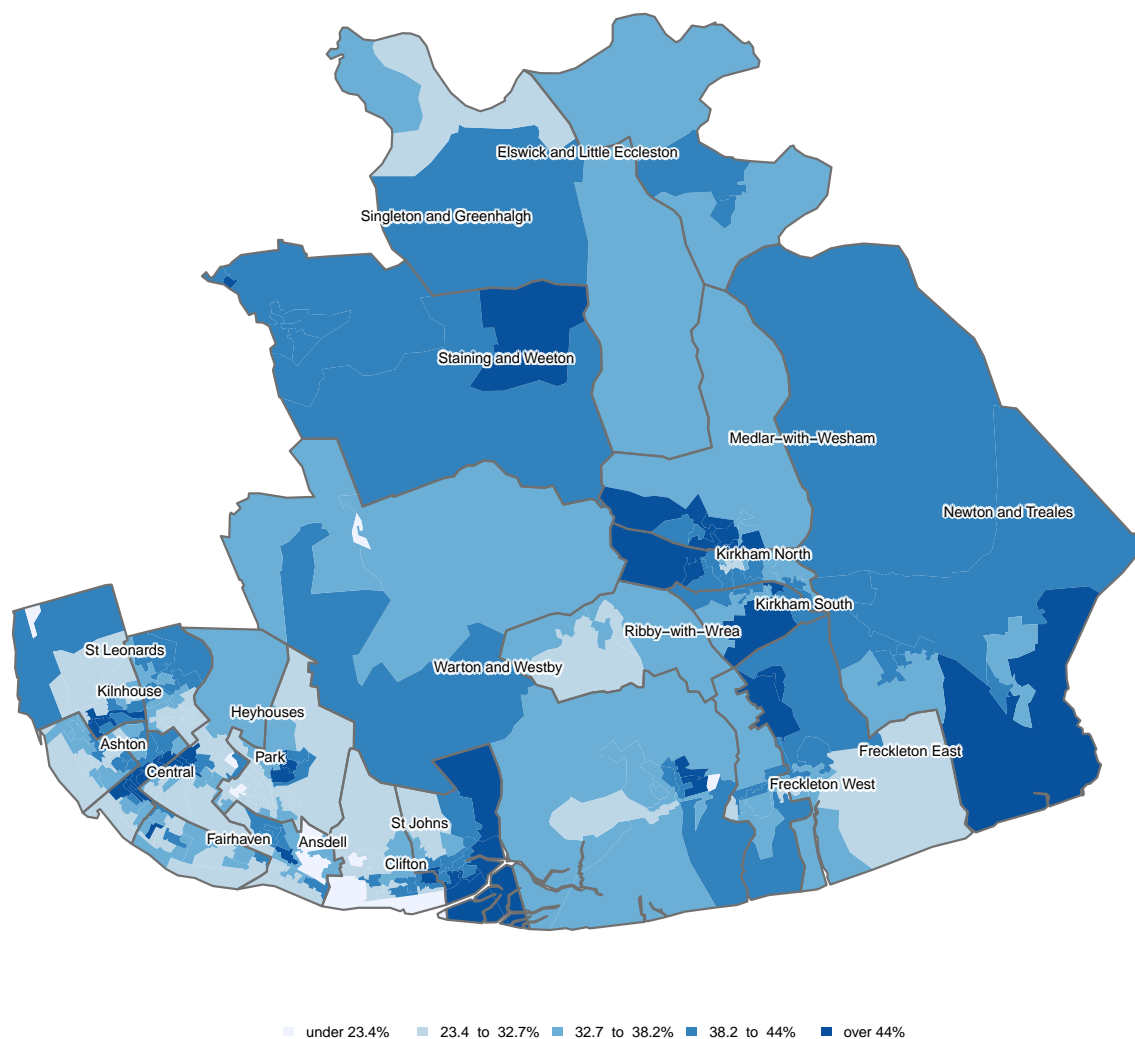 Elswick and Little Eccleston
Singleton and Greenhalgh
Staining and Weeton
Medlar−with−Wesham
Newton and Treales
Kirkham North
Kirkham South
Ribby−with−Wrea
St Leonards
Warton and Westby
Kilnhouse
Heyhouses
Ashton
Freckleton East
Park
Central
Freckleton West
St Johns
Fairhaven
Ansdell
Clifton
under 23.4% 23.4 to 32.7% 32.7 to 38.2% 38.2 to 44% over 44%